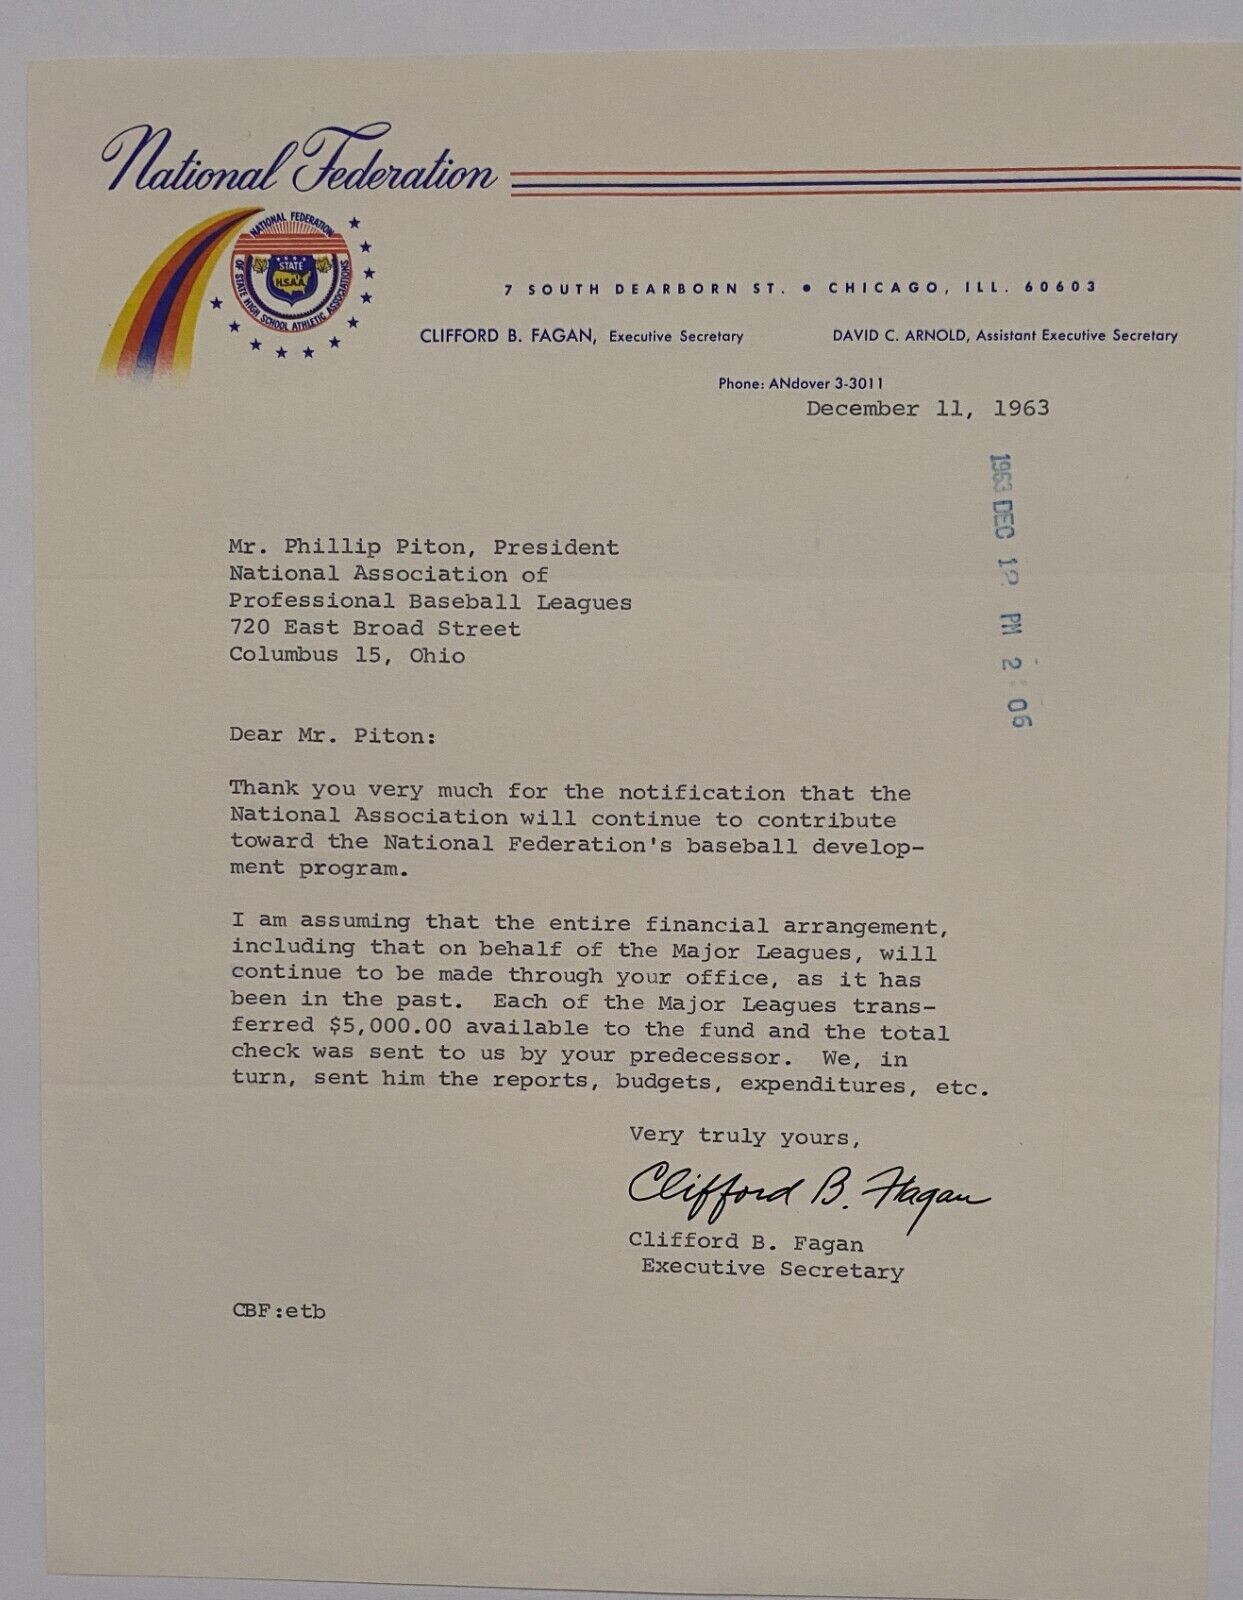 National Federation
NATIONAL FEDERATION
OF STATE HIGH SCHOOL ATHLETIC ASSOCIATIONS
STATE
H.S.A.A.
7 SOUTH DEARBORN ST. • CHICAGO, ILL. 60603
CLIFFORD B. FAGAN, Executive Secretary
DAVID C. ARNOLD, Assistant Executive Secretary
Phone: ANdover 3-3011
December 11, 1963
1963 DEC 12 PM 2:06
Mr. Phillip Piton, President
National Association of
Professional Baseball Leagues
720 East Broad Street
Columbus 15, Ohio
Dear Mr. Piton:
Thank you very much for the notification that the
National Association will continue to contribute
toward the National Federation's baseball develop-
ment program.
I am assuming that the entire financial arrangement,
including that on behalf of the Major Leagues, will
continue to be made through your office, as it has
been in the past. Each of the Major Leagues trans-
ferred $5,000.00 available to the fund and the total
check was sent to us by your predecessor. We, in
turn, sent him the reports, budgets, expenditures, etc.
Very truly yours,
Clifford B. Fagan
Clifford B. Fagan
Executive Secretary
CBF:etb